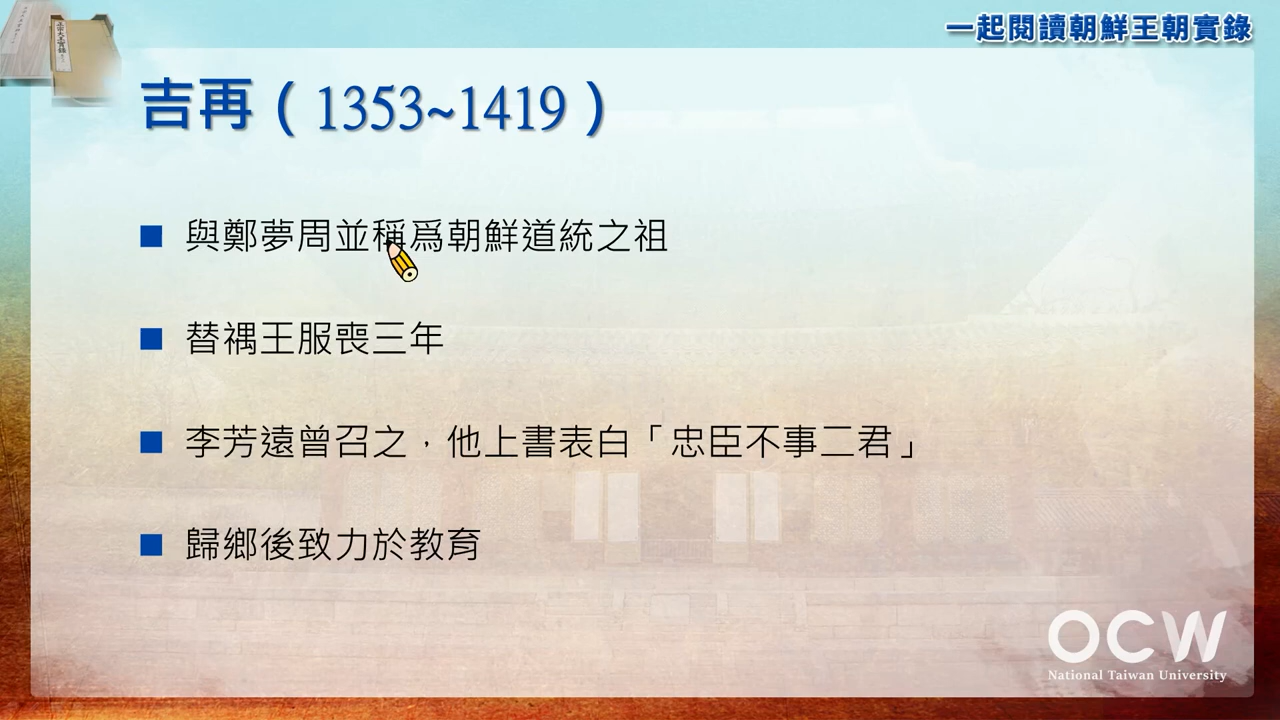 一起閱讀朝鮮王朝實錄
吉再（1353~1419）
與鄭夢周並稱爲朝鮮道統之祖
替禑王服喪三年
李芳遠曾召之，他上書表白「忠臣不事二君」
歸鄉後致力於教育
OCW
National Taiwan University